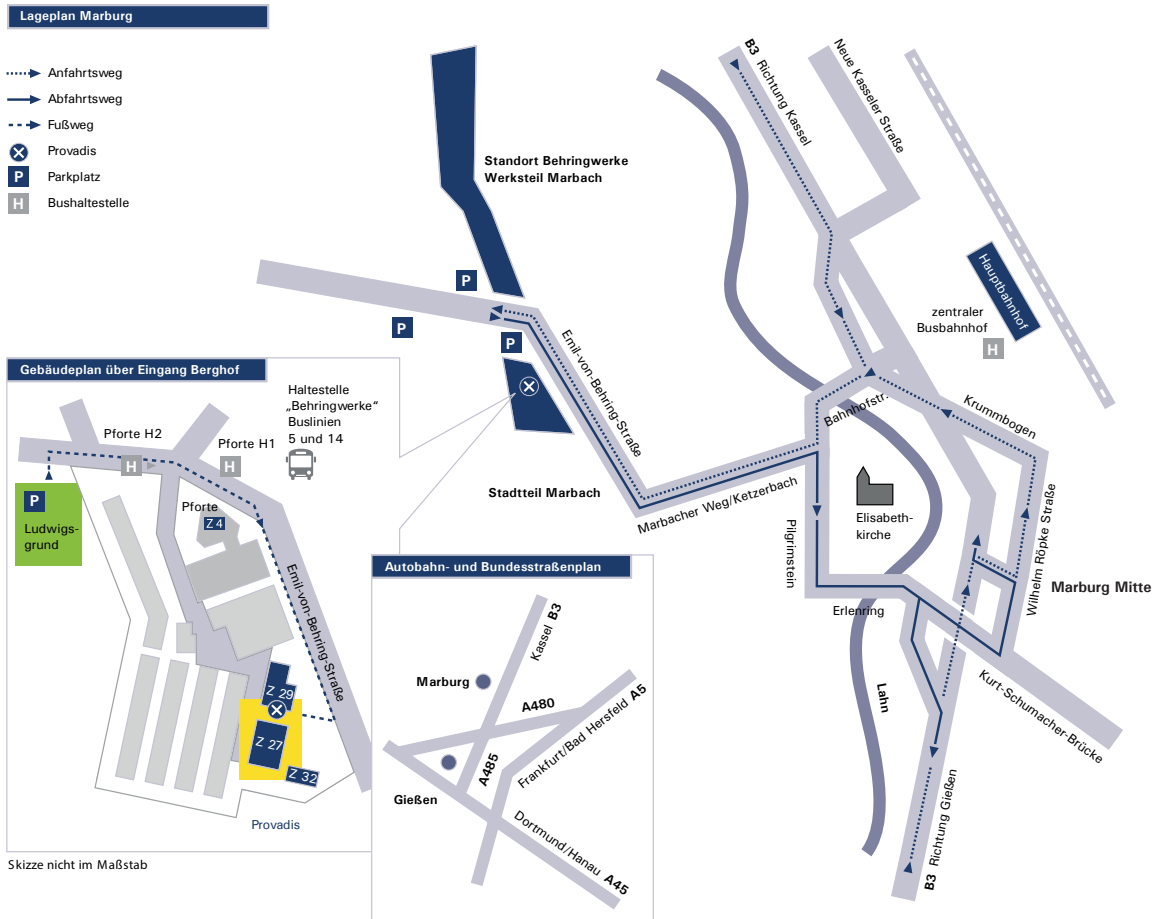 Lageplan Marburg
Anfahrtsweg
Abfahrtsweg
Fußweg
Provadis
P
Parkplatz
H
Bushaltestelle
Standort Behringwerke
Werksteil Marbach
B3 Richtung Kassel
Neue Kasseler Straße
Hauptbahnhof
zentraler
Busbahnhof
H
P
P
P
Emil-von-Behring-Straße
Bahnhofstr.
Krummbogen
Stadtteil Marbach
Marbacher Weg/Ketzerbach
Elisabeth-
kirche
Pilgrimstein
Erlenring
Wilhelm Röpke Straße
Marburg Mitte
Kurt-Schumacher-Brücke
Lahn
B3 Richtung Gießen
Gebäudeplan über Eingang Berghof
Haltestelle
„Behringwerke“
Buslinien
5 und 14
Pforte H2
Pforte H1
H
H
P
Ludwigs-
grund
Pforte
Z 4
Emil-von-Behring-Straße
Z 29
Z 27
Z 32
Provadis
Skizze nicht im Maßstab
Autobahn- und Bundesstraßenplan
Kassel B3
Marburg
A480
Frankfurt/Bad Hersfeld A5
A485
Gießen
Dortmund/Hanau A45